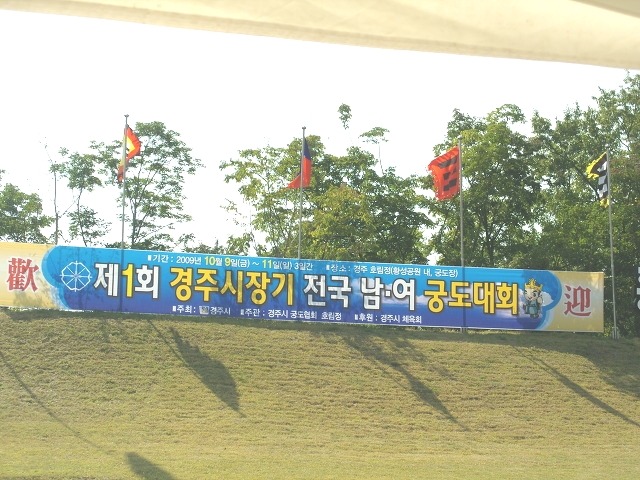 ■기간 : 2009년 10월 9일(금) ~ 11일(일) 3일간 ■장소 : 경주 호림정(황성공원 내, 궁도장)
歡 제1회 경주시장기 전국 남·여 궁도대회 迎
■주최 : 경주시 ■주관 : 경주시 궁도협회 호림정 ■후원 : 경주시 체육회